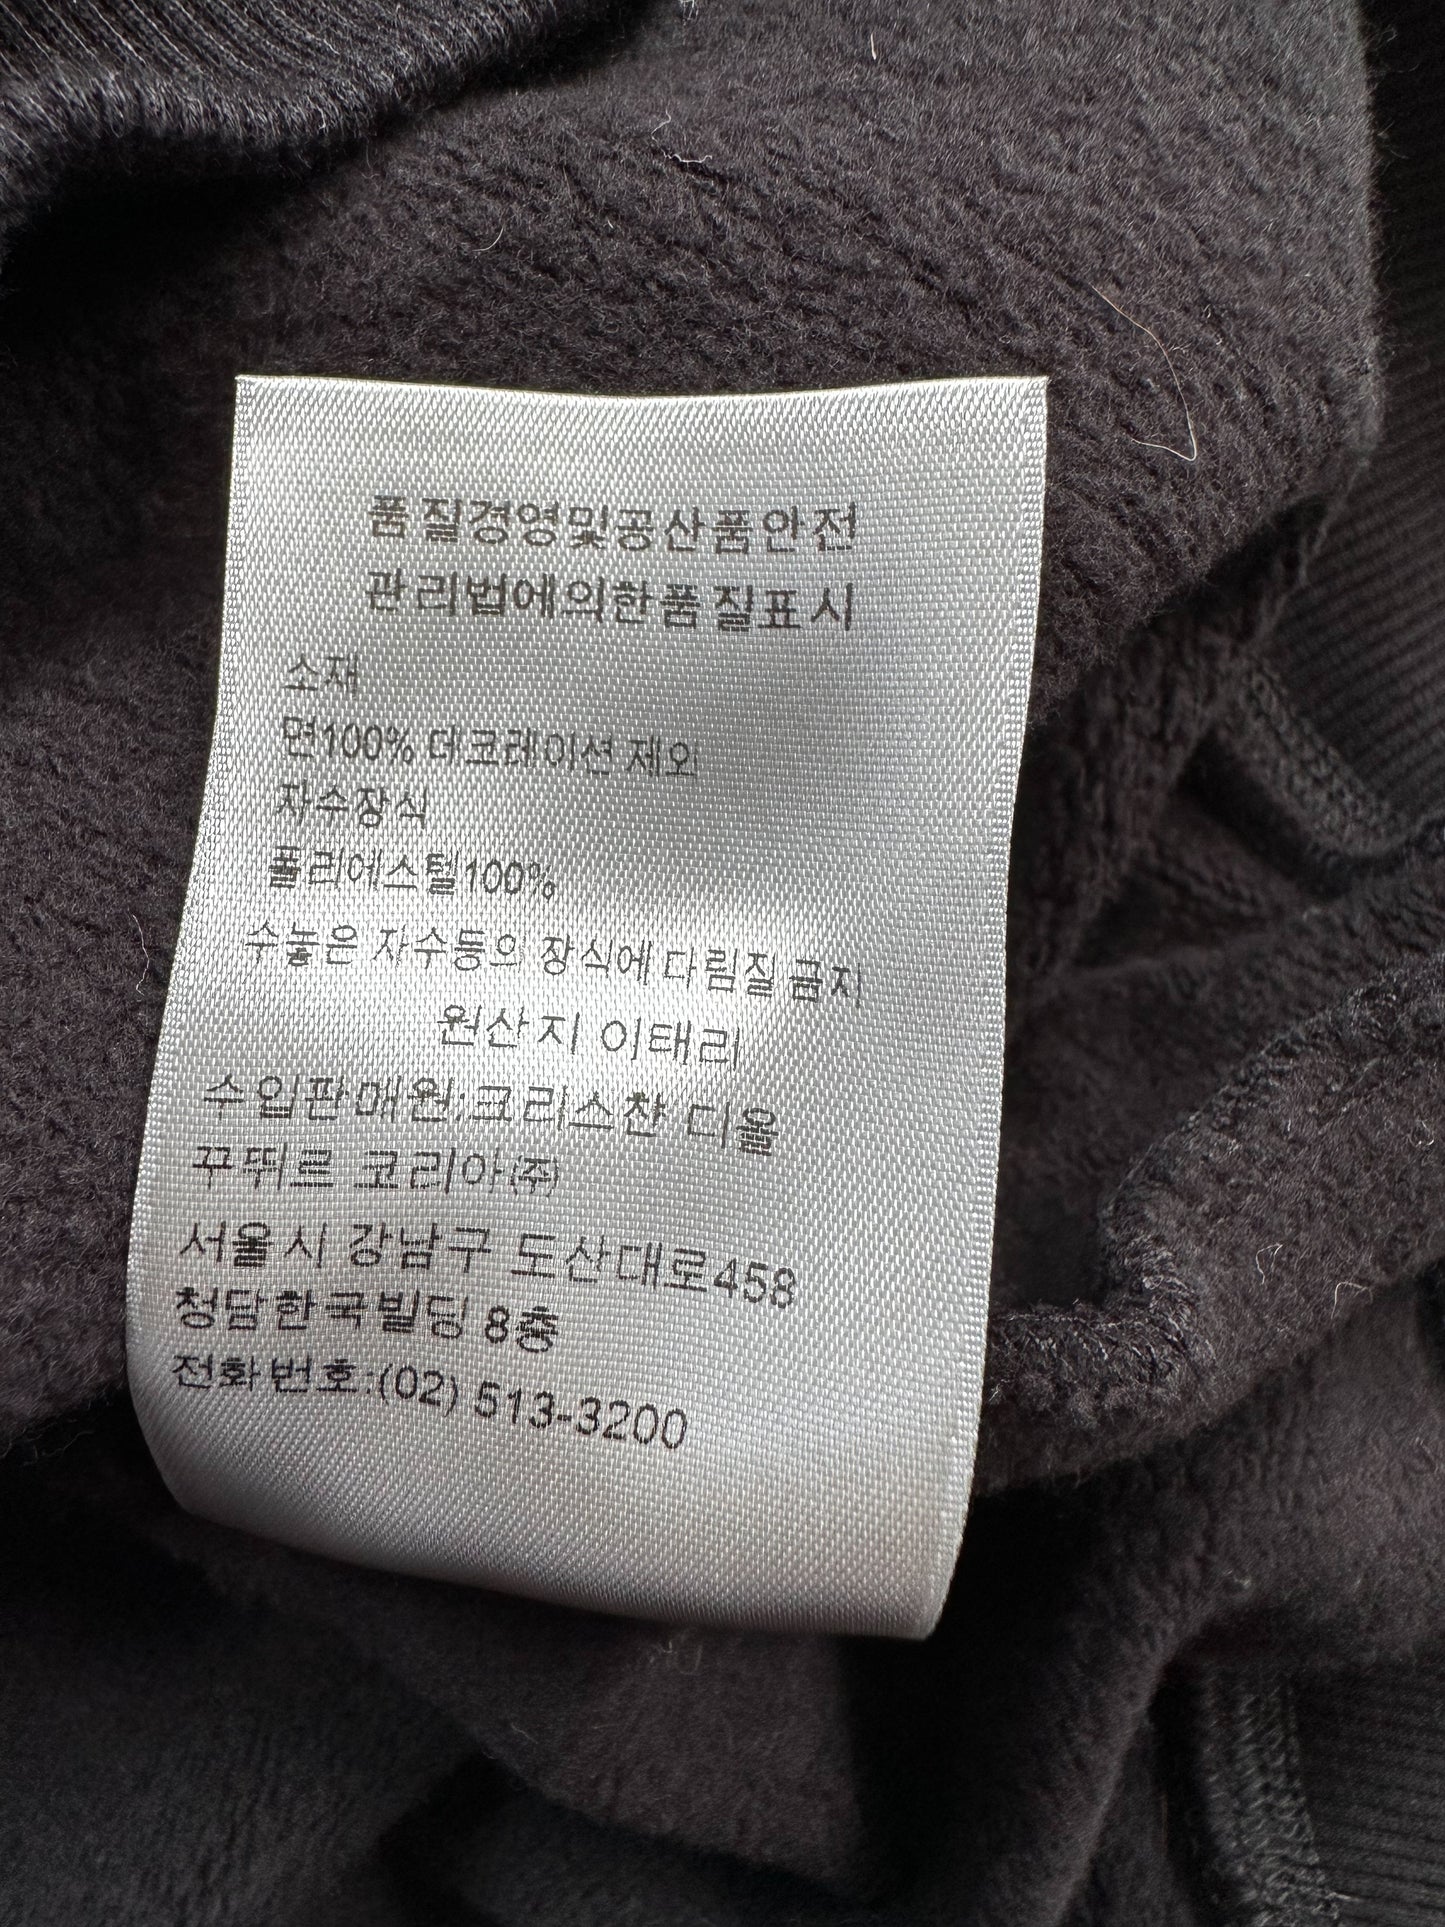 품질경영및공산품안전
관리법에의한품질표시
소재
면100% 데코레이션 제외
자수장식
폴리에스털100%
수놓은 자수등의 장식에 다림질 금지
원산지 이태리
수입판매원;크리스챤 디올
꾸뛰르 코리아(주)
서울시 강남구 도산대로458
청담한국빌딩 8층
전화번호:(02) 513-3200